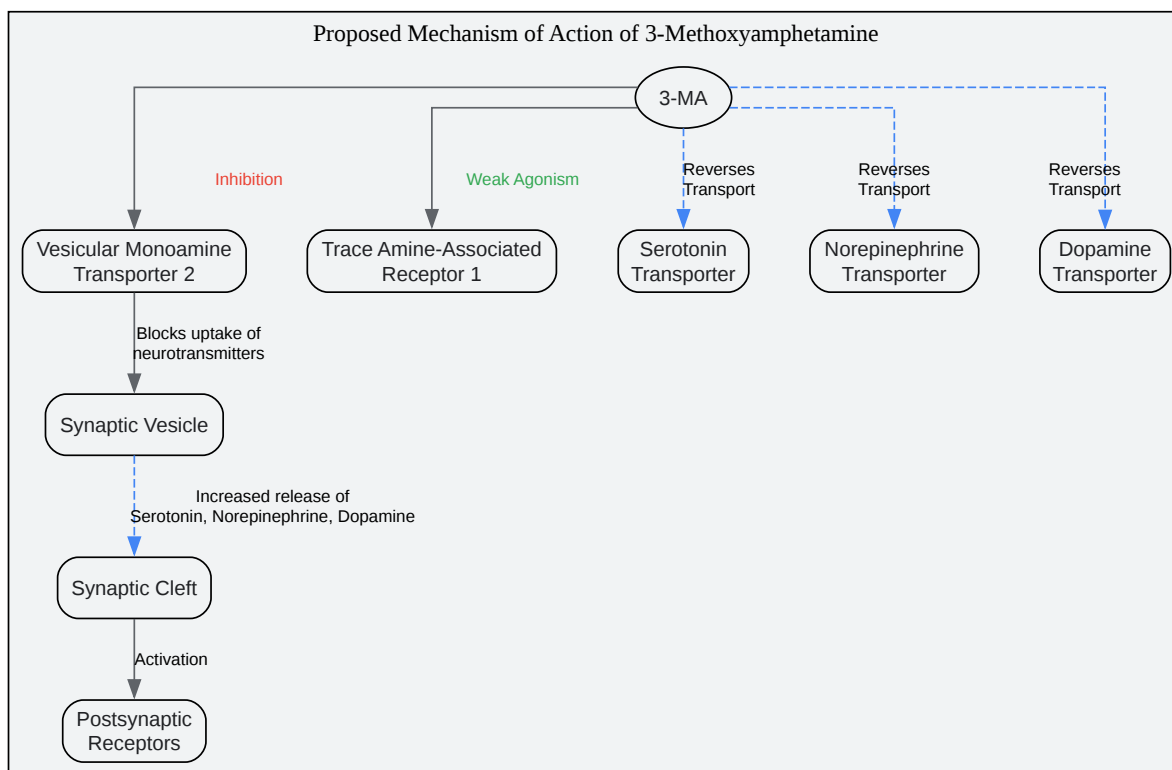 Proposed Mechanism of Action of 3-Methoxyamphetamine
3-MA
Inhibition
Weak Agonism
Reverses
Transport
Reverses
Transport
Reverses
Transport
Vesicular Monoamine
Transporter 2
Trace Amine-Associated
Receptor 1
Serotonin
Transporter
Norepinephrine
Transporter
Dopamine
Transporter
Blocks uptake of
neurotransmitters
Synaptic Vesicle
Increased release of
Serotonin, Norepinephrine, Dopamine
Synaptic Cleft
Activation
Postsynaptic
Receptors